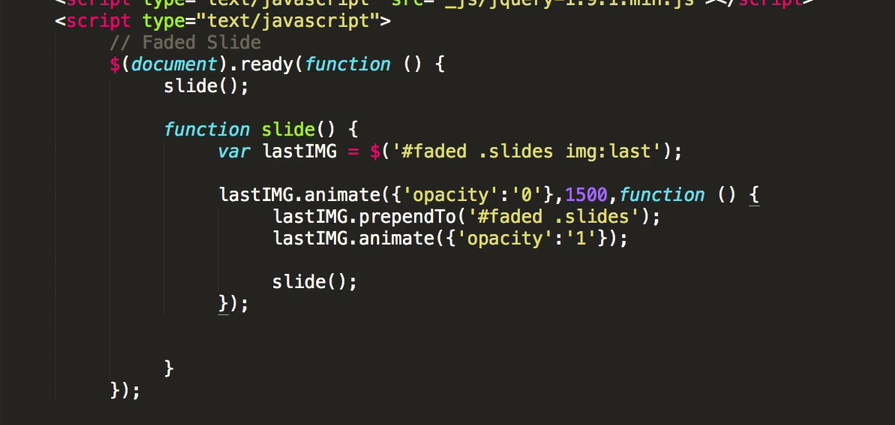 <script type="text/javascript" src="_js/jquery-1.9.1.min.js"></script>
<script type="text/javascript">
// Faded Slide
$(document).ready(function () {
slide();
function slide() {
var lastIMG = $('#faded .slides img:last');
lastIMG.animate({'opacity':'0'},1500,function () {
lastIMG.prependTo('#faded .slides');
lastIMG.animate({'opacity':'1'});
slide();
});
}
});